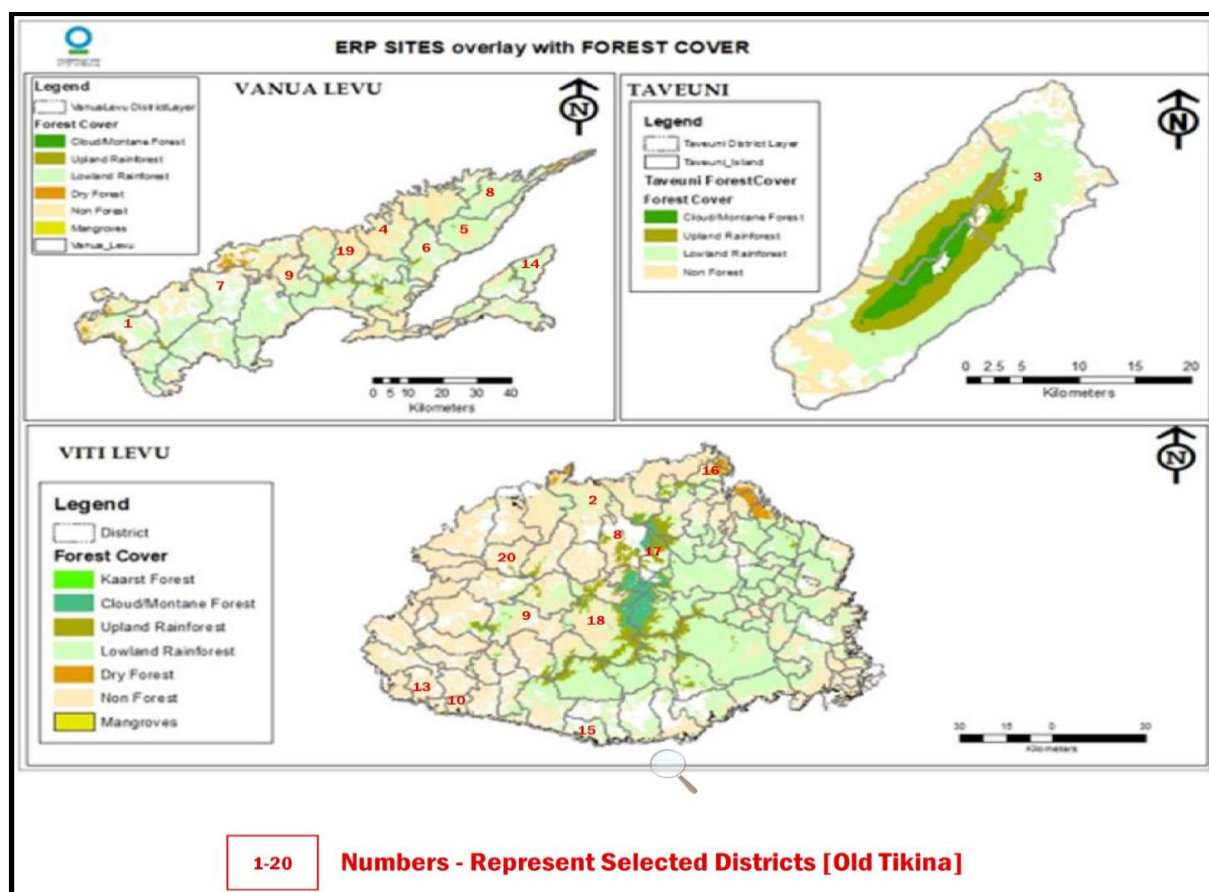 ERP SITES overlay with FOREST COVER
VANUA LEVU
Legend
VanuaLevu DistrictLayer
Forest Cover
Cloud/Montane Forest
Upland Rainforest
Lowland Rainforest
Dry Forest
Non Forest
Mangroves
Vanua_Levu
N
8
4
5
19
6
9
14
7
1
0 5 10 20 30 40
Kilometers
TAVEUNI
Legend
Taveuni District Layer
Taveuni_Island
Taveuni ForestCover
Forest Cover
Cloud/Montane Forest
Upland Rainforest
Lowland Rainforest
Non Forest
N
3
0 2.5 5 10 15 20
Kilometers
VITI LEVU
Legend
District
Forest Cover
Kaarst Forest
Cloud/Montane Forest
Upland Rainforest
Lowland Rainforest
Dry Forest
Non Forest
Mangroves
N
16
2
8
17
20
9
18
13
10
15
30 15 0 30
Kilometers
1-20 Numbers - Represent Selected Districts [Old Tikina]